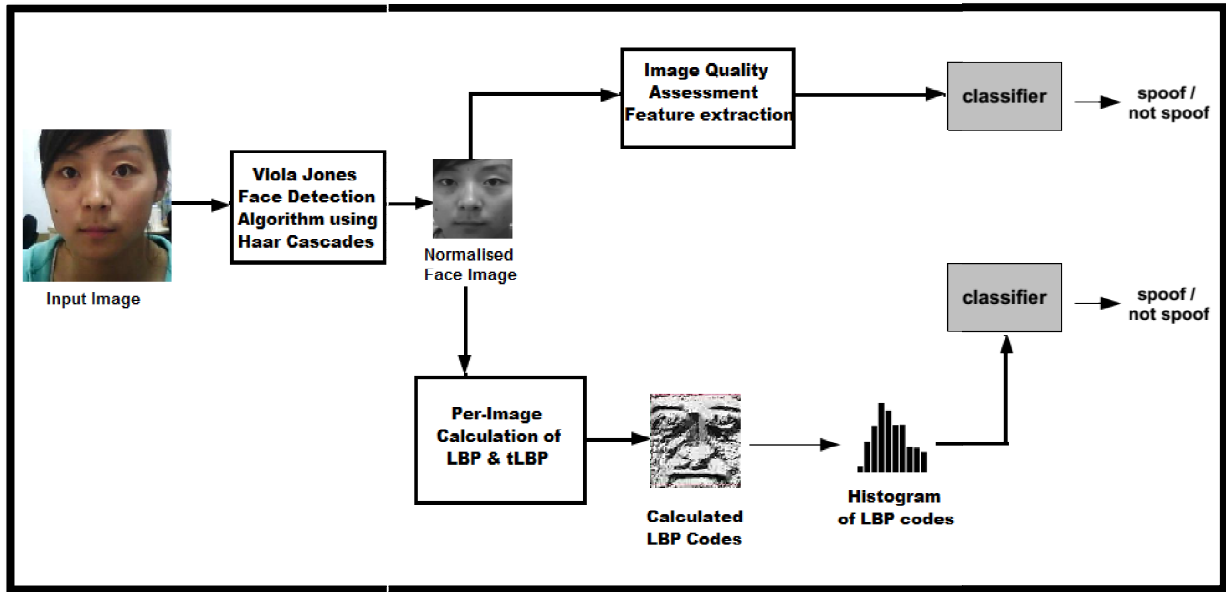 Input Image
Viola Jones
Face Detection
Algorithm using
Haar Cascades
Normalised
Face Image
Image Quality
Assessment
Feature extraction
classifier
spoof /
not spoof
Per-Image
Calculation of
LBP & tLBP
Calculated
LBP Codes
Histogram
of LBP codes
classifier
spoof /
not spoof